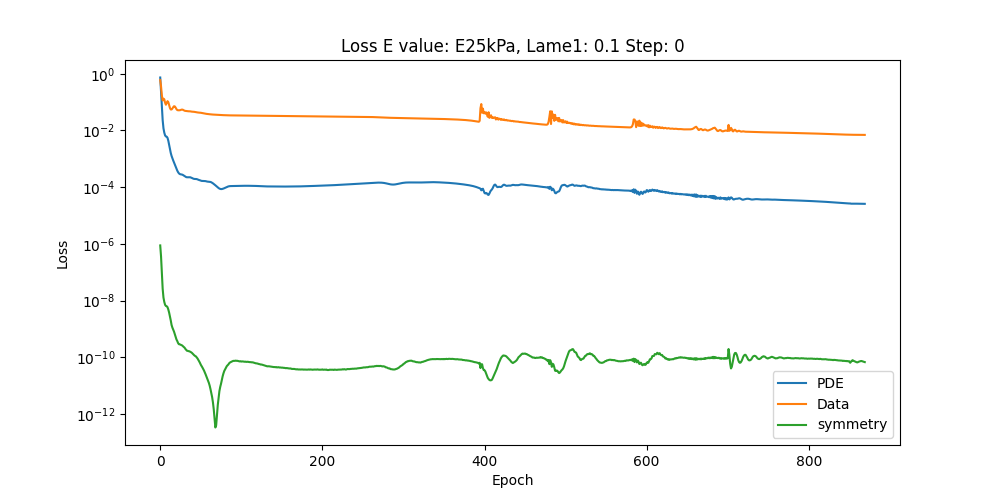 Loss E value: E25kPa, Lame1: 0.1 Step: 0
10^0
10^-2
10^-4
10^-6
10^-8
10^-10
10^-12
Loss
0 200 400 600 800
Epoch
PDE
Data
symmetry